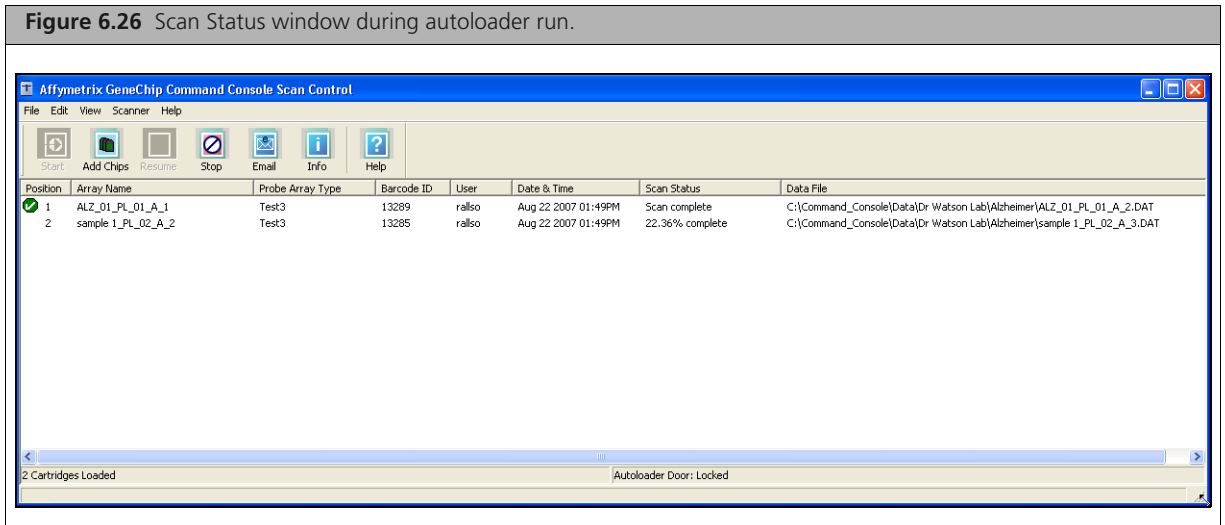 Figure 6.26 Scan Status window during autoloader run.
Affymetrix GeneChip Command Console Scan Control
File Edit View Scanner Help
Start Add Chips Resume Stop Email Info Help
Position Array Name Probe Array Type Barcode ID User Date & Time Scan Status Data File
1 ALZ_01_PL_01_A_1 Test3 13289 rallso Aug 22 2007 01:49PM Scan complete C:\Command_Console\Data\Dr Watson Lab\Alzheimer\ALZ_01_PL_01_A_2.DAT
2 sample 1_PL_02_A_2 Test3 13285 rallso Aug 22 2007 01:49PM 22.36% complete C:\Command_Console\Data\Dr Watson Lab\Alzheimer\sample 1_PL_02_A_3.DAT
2 Cartridges Loaded Autoloader Door: Locked